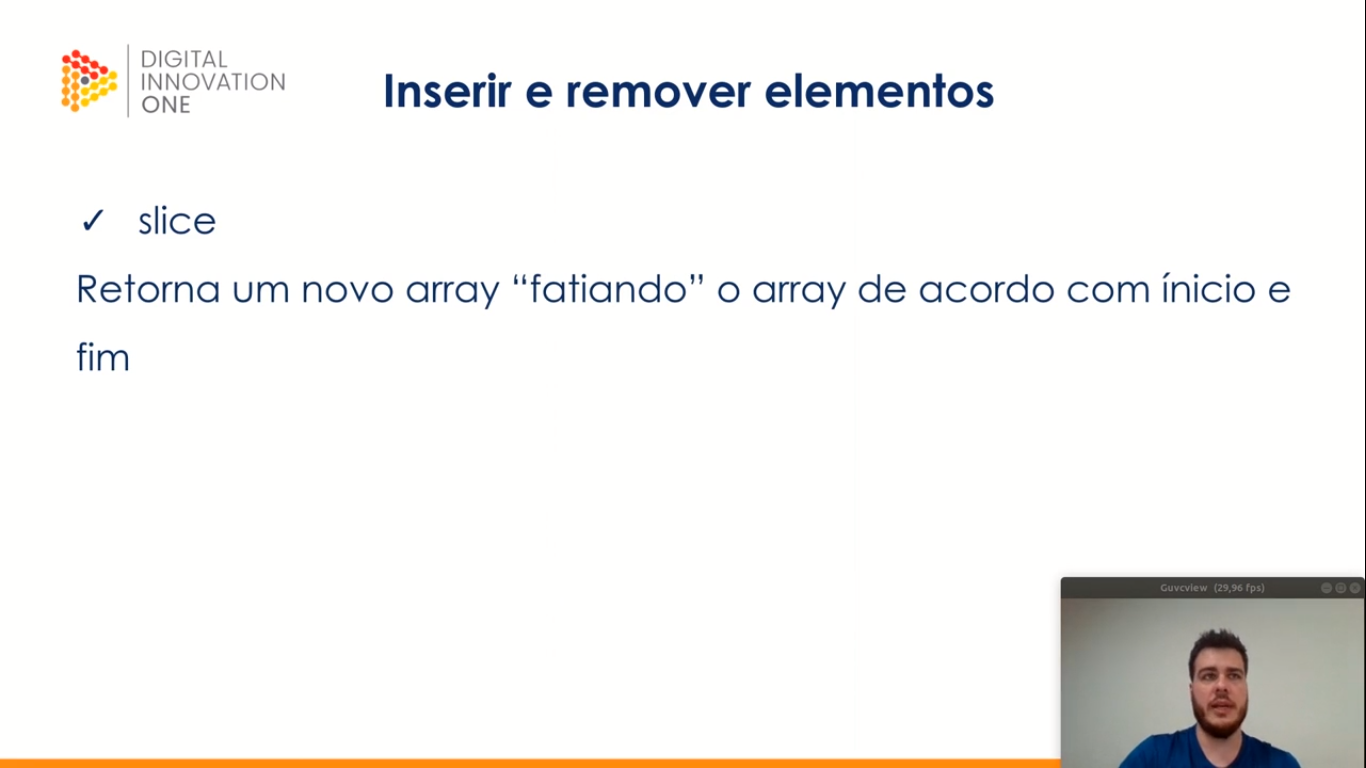 DIGITAL
INNOVATION
ONE
Inserir e remover elementos
✓ slice
Retorna um novo array “fatiando” o array de acordo com ínicio e
fim
Guvcview (29,96 fps)